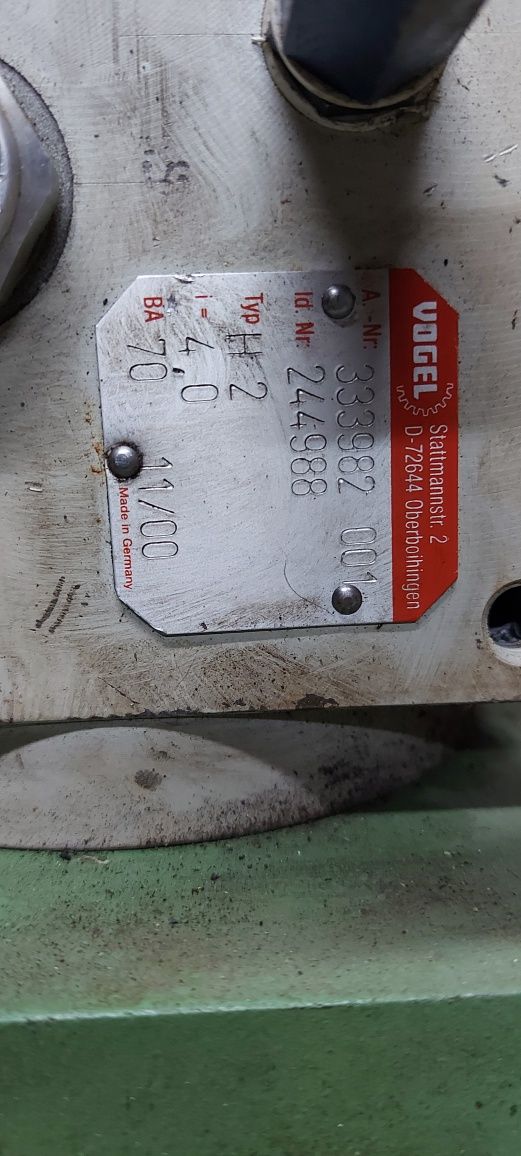 VOGEL
Stattmannstr. 2
D-72644 Oberboihingen
A.-Nr: 333982 001
Id. Nr: 244988
Typ H 2
i = 4,0
BA 70 11/00
Made in Germany